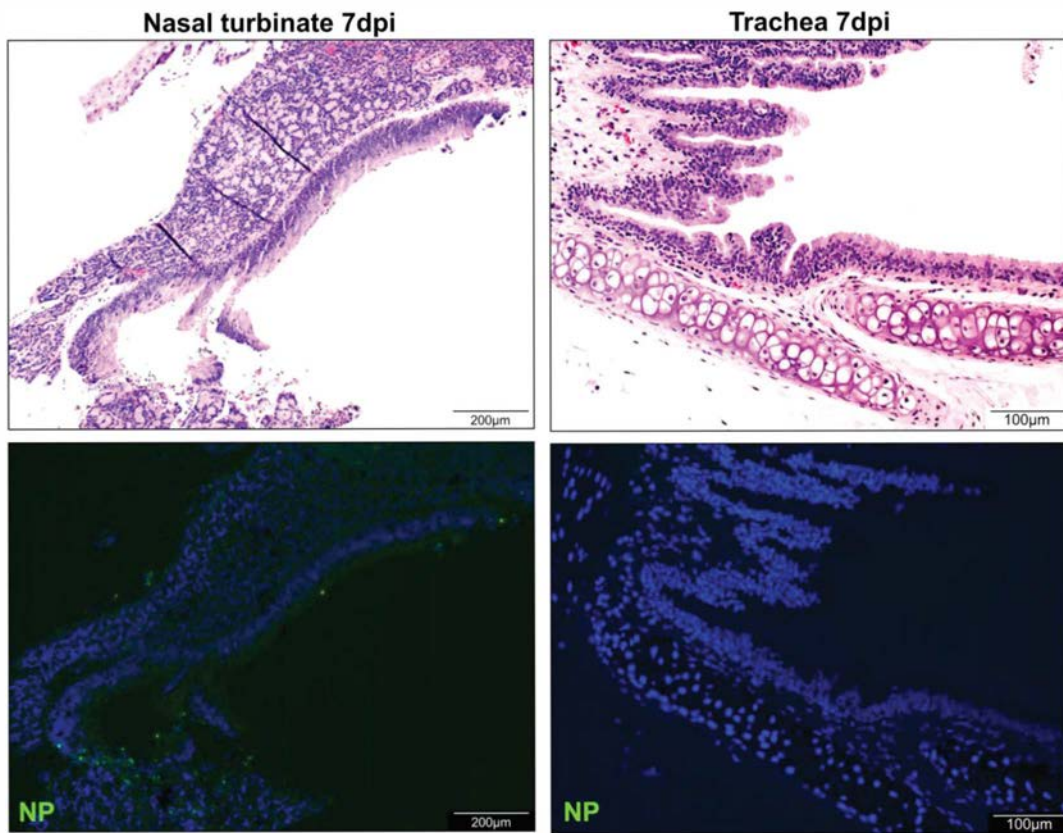 Nasal turbinate 7dpi
Trachea 7dpi
200µm
100µm
NP
200µm
NP
100µm